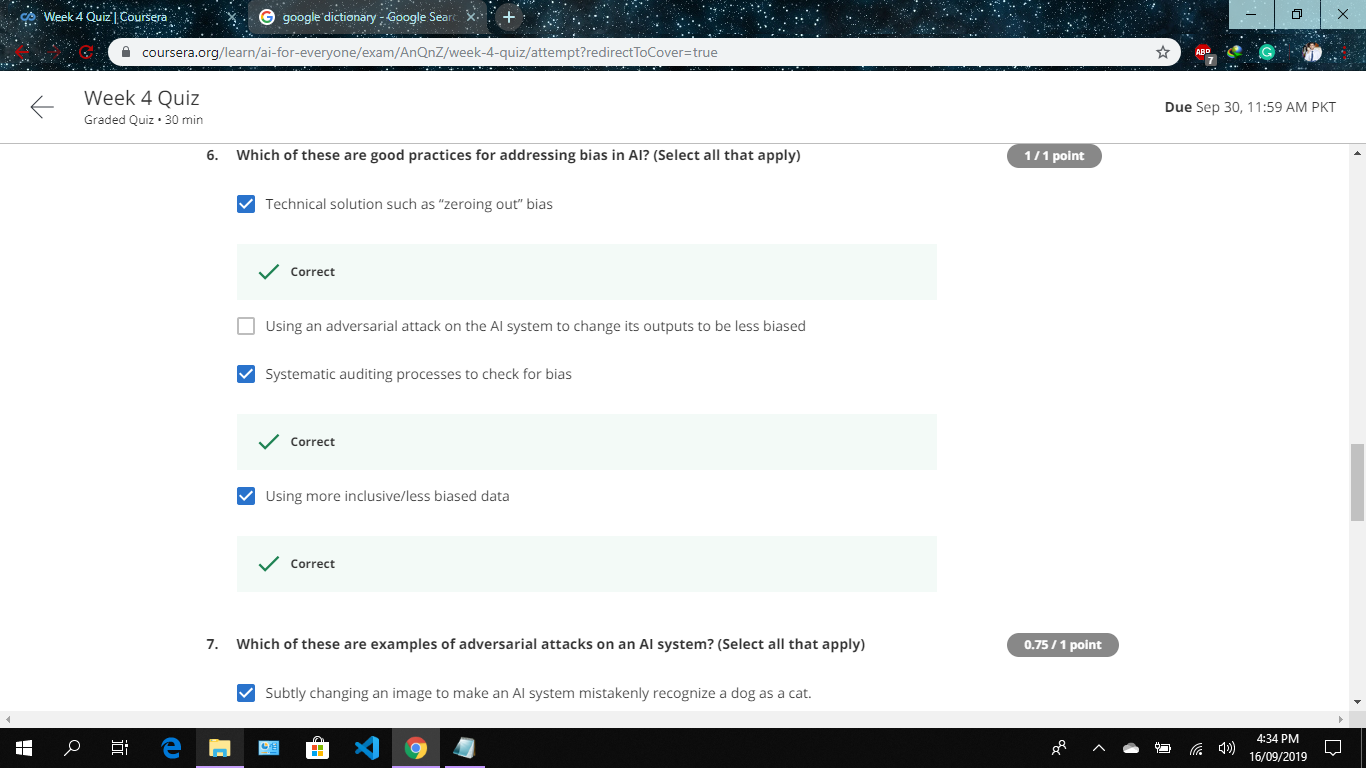 Week 4 Quiz | Coursera
google dictionary - Google Sear
coursera.org/learn/ai-for-everyone/exam/AnQnZ/week-4-quiz/attempt?redirectToCover=true
ABP
7
G
Week 4 Quiz
Graded Quiz • 30 min
Due Sep 30, 11:59 AM PKT
6. Which of these are good practices for addressing bias in AI? (Select all that apply)
1 / 1 point
Technical solution such as “zeroing out” bias
Correct
Using an adversarial attack on the AI system to change its outputs to be less biased
Systematic auditing processes to check for bias
Correct
Using more inclusive/less biased data
Correct
7. Which of these are examples of adversarial attacks on an AI system? (Select all that apply)
0.75 / 1 point
Subtly changing an image to make an AI system mistakenly recognize a dog as a cat.
4:34 PM
16/09/2019